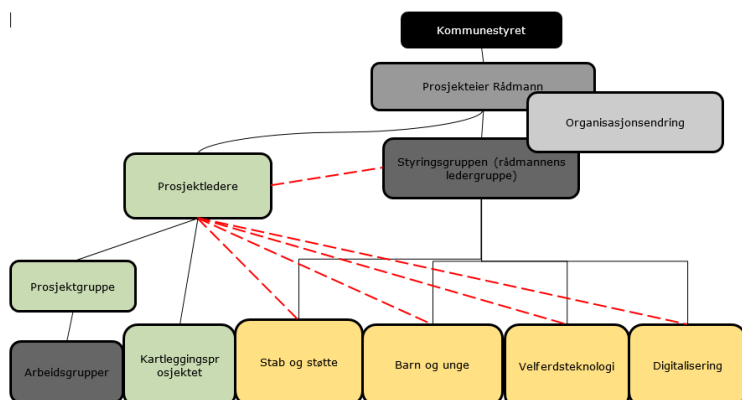 Kommunestyret
Prosjekteier Rådmann
Organisasjonsendring
Styringsgruppen (rådmannens
ledergruppe)
Prosjektledere
Prosjektgruppe
Arbeidsgrupper
Kartleggingspr
osjektet
Stab og støtte
Barn og unge
Velferdsteknologi
Digitalisering